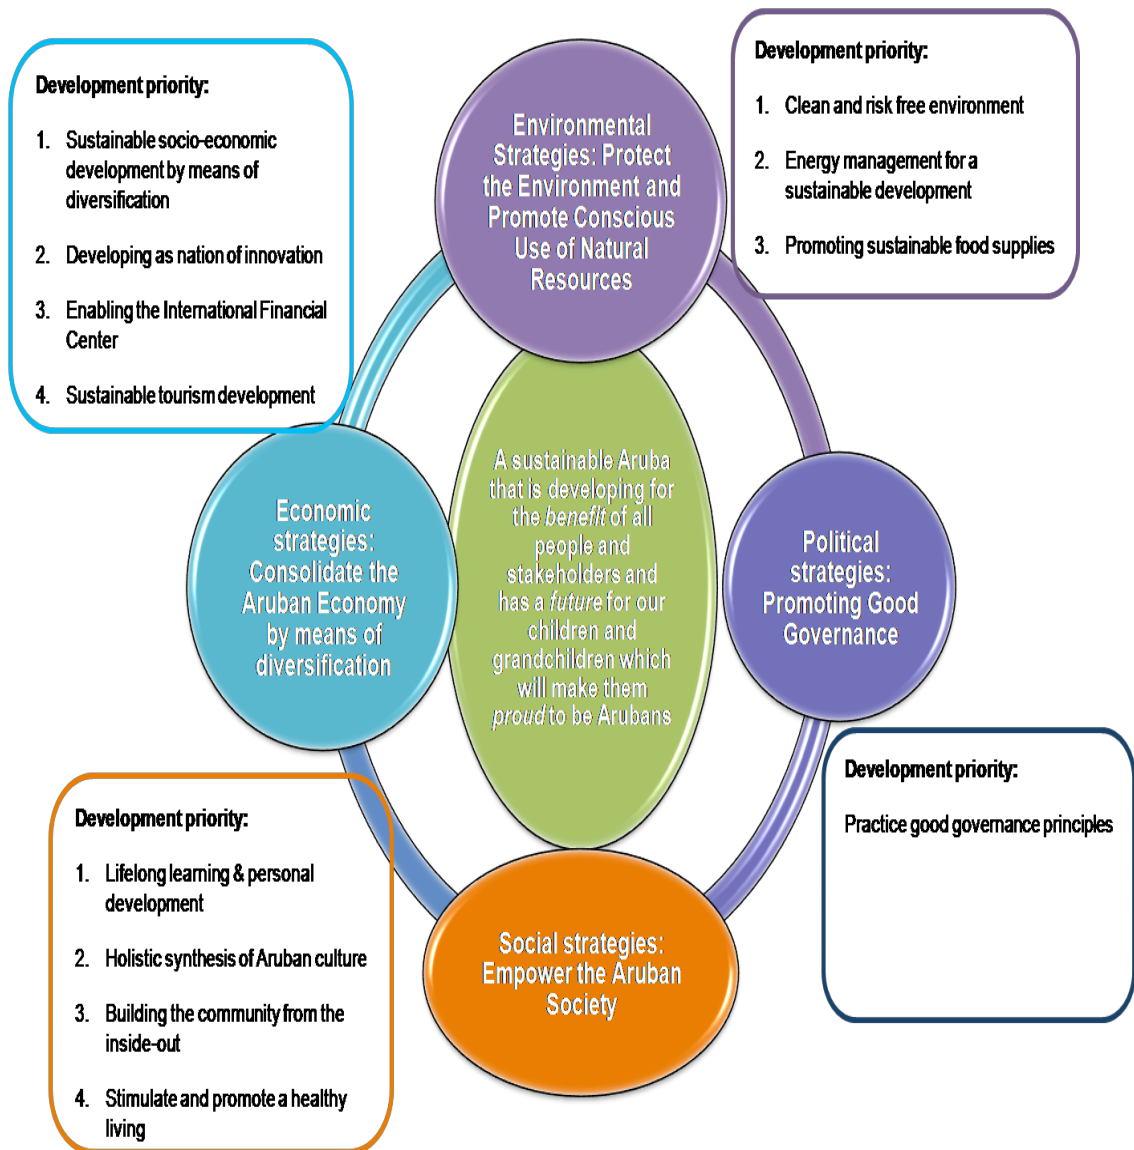 Development priority:
1. Sustainable socio-economic
development by means of
diversification
2. Developing as nation of innovation
3. Enabling the International Financial
Center
4. Sustainable tourism development
Environmental
Strategies: Protect
the Environment and
Promote Conscious
Use of Natural
Resources
Development priority:
1. Clean and risk free environment
2. Energy management for a
sustainable development
3. Promoting sustainable food supplies
Economic
strategies:
Consolidate the
Aruban Economy
by means of
diversification
A sustainable Aruba
that is developing for
the benefit of all
people and
stakeholders and
has a future for our
children and
grandchildren which
will make them
proud to be Arubans
Political
strategies:
Promoting Good
Governance
Development priority:
1. Lifelong learning & personal
development
2. Holistic synthesis of Aruban culture
3. Building the community from the
inside-out
4. Stimulate and promote a healthy
living
Social strategies:
Empower the Aruban
Society
Development priority:
Practice good governance principles